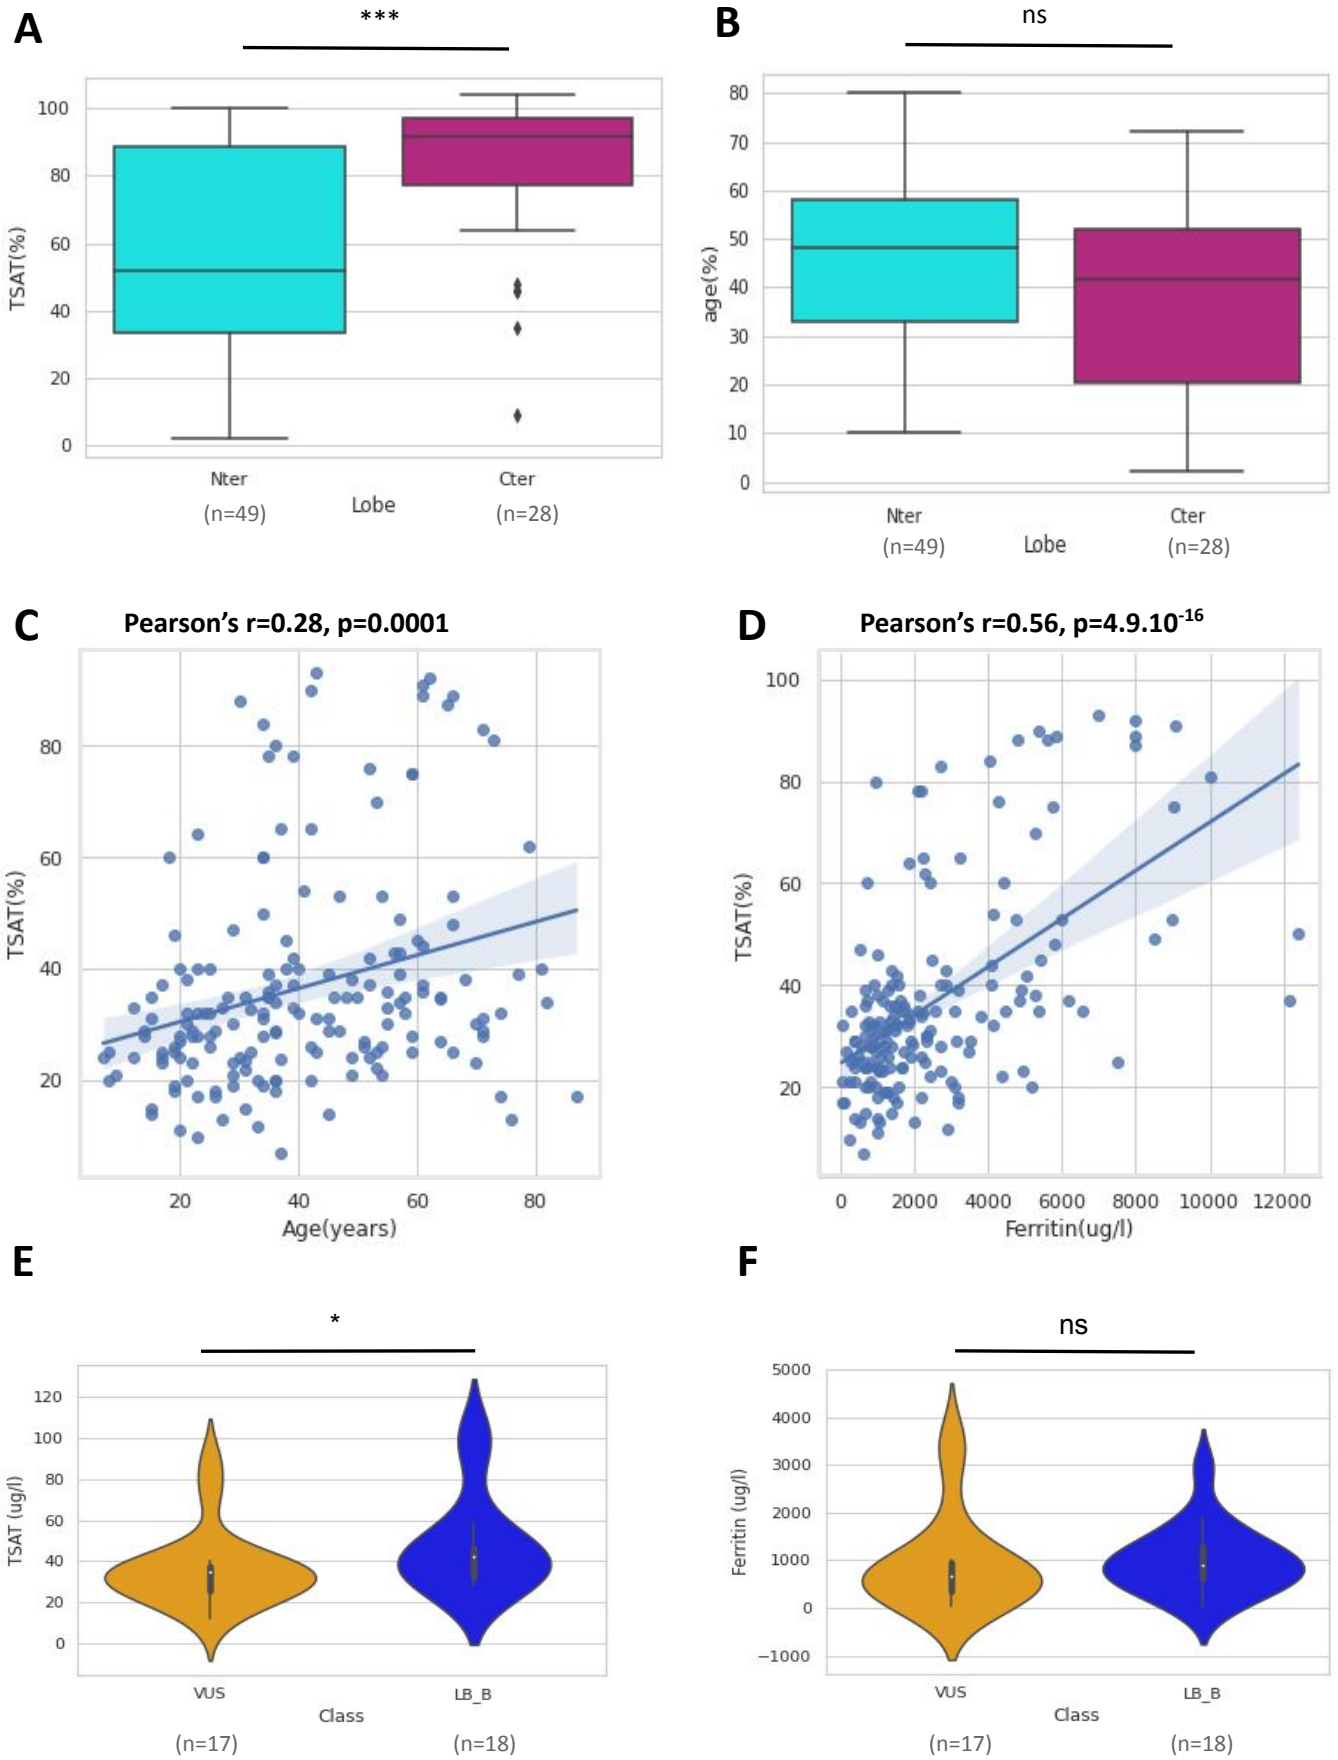 A
***
B
ns
100
80
60
40
20
0
TSAT(%)
Nter
Cter
(n=49)
Lobe
(n=28)
80
70
60
50
40
30
20
10
0
age(%)
Nter
Cter
(n=49)
Lobe
(n=28)
C
Pearson’s r=0.28, p=0.0001
D
Pearson’s r=0.56, p=4.9.10⁻¹⁶
80
60
40
20
TSAT(%)
20 40 60 80
Age(years)
100
80
60
40
20
TSAT(%)
0 2000 4000 6000 8000 10000 12000
Ferritin(ug/l)
E
*
F
ns
120
100
80
60
40
20
0
TSAT (ug/l)
VUS
LB_B
Class
(n=17)
(n=18)
5000
4000
3000
2000
1000
0
−1000
Ferritin (ug/l)
VUS
LB_B
Class
(n=17)
(n=18)